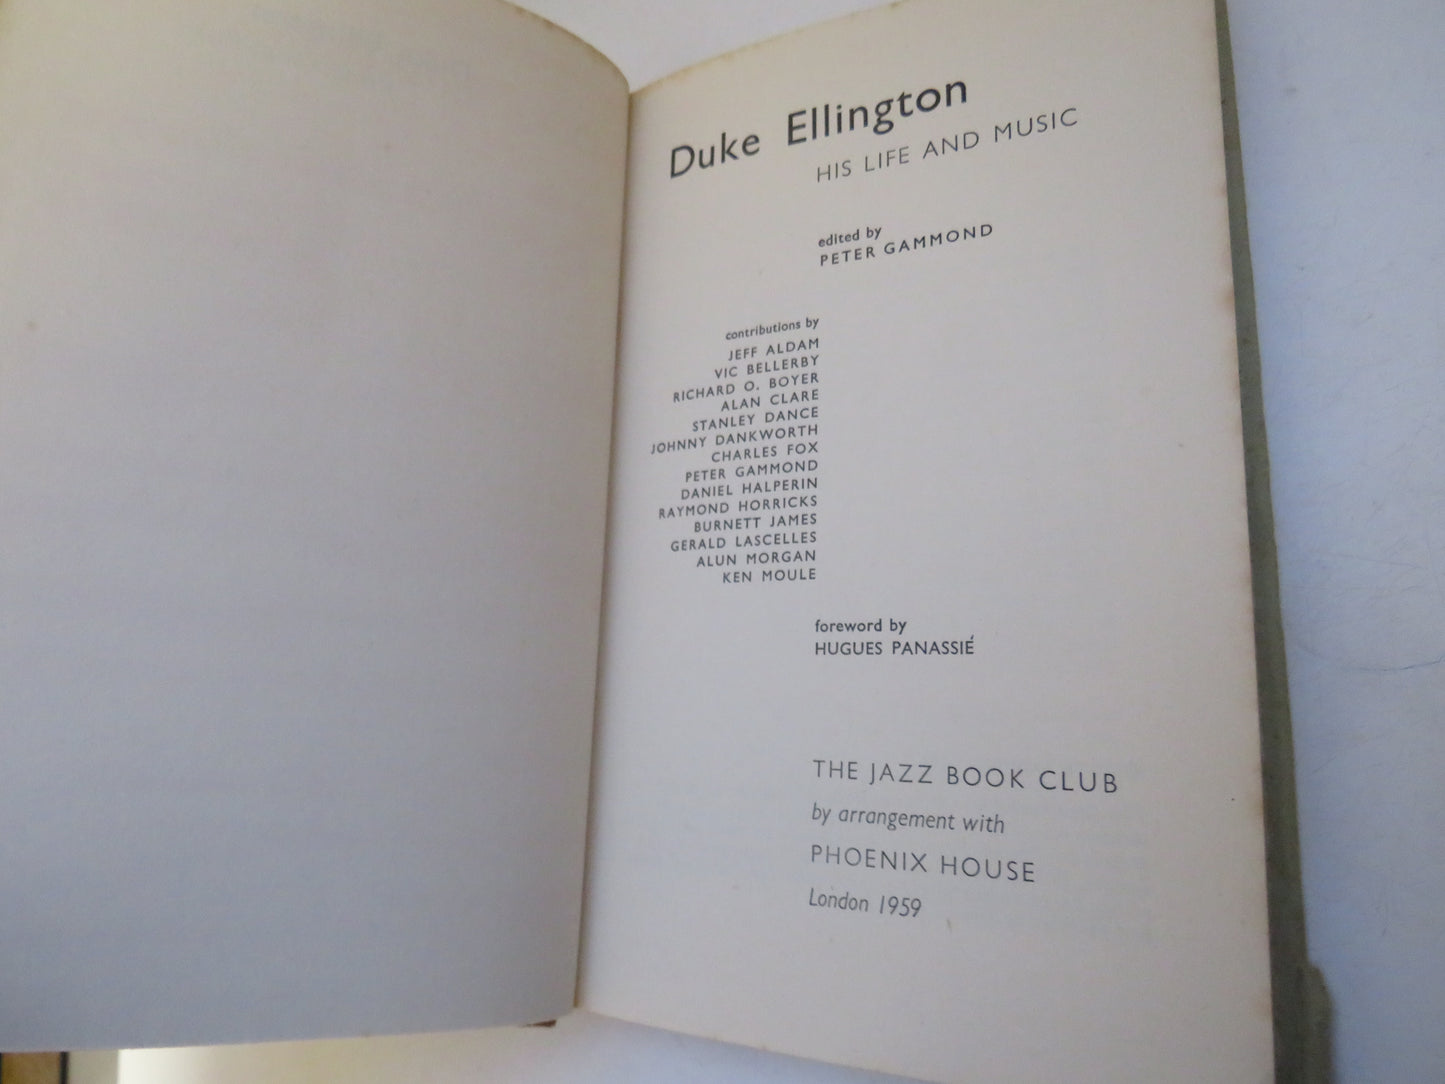 Duke Ellington
HIS LIFE AND MUSIC
edited by
PETER GAMMOND
contributions by
JEFF ALDAM
VIC BELLERBY
RICHARD O. BOYER
ALAN CLARE
STANLEY DANCE
JOHNNY DANKWORTH
CHARLES FOX
PETER GAMMOND
DANIEL HALPERIN
RAYMOND HORRICKS
BURNETT JAMES
GERALD LASCELLES
ALUN MORGAN
KEN MOULE
foreword by
HUGUES PANASSIÉ
THE JAZZ BOOK CLUB
by arrangement with
PHOENIX HOUSE
London 1959